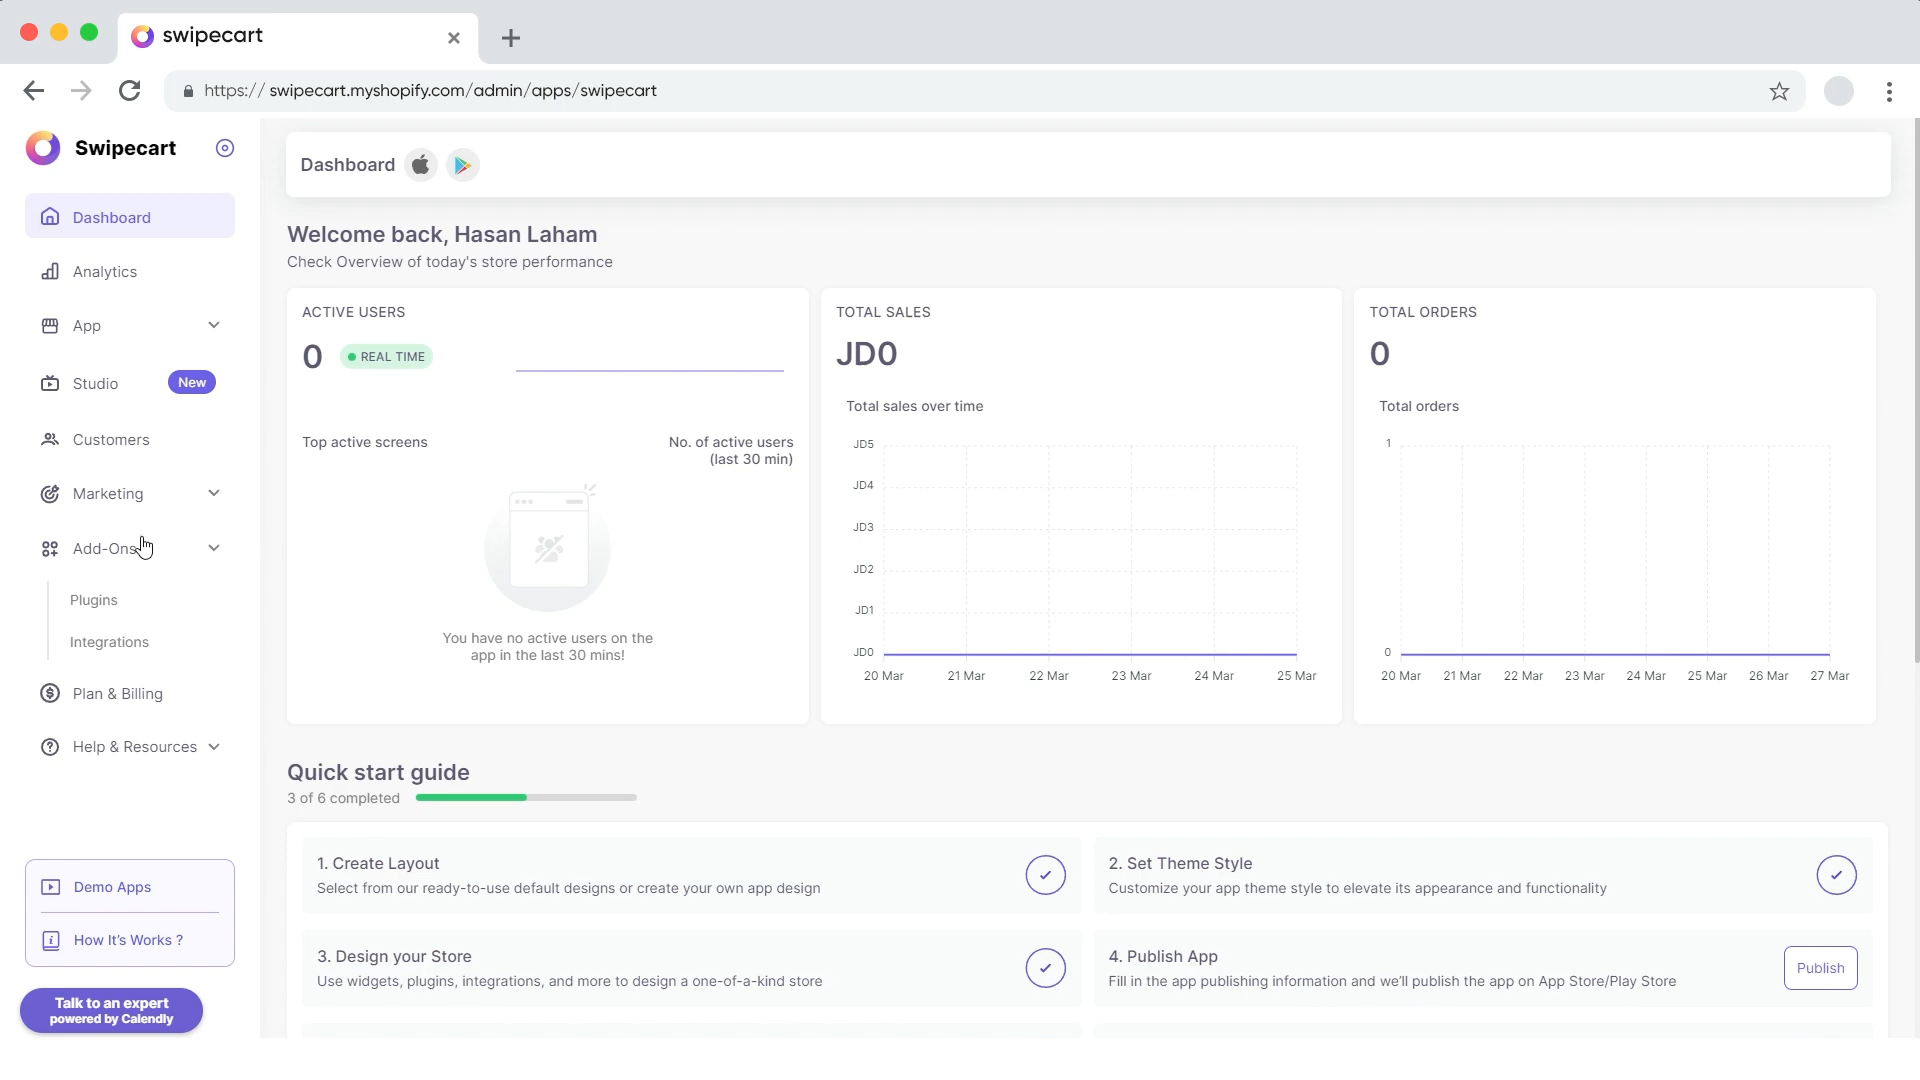 swipecart
https:// swipecart.myshopify.com/admin/apps/swipecart
Swipecart
Dashboard
Analytics
App
Studio
New
Customers
Marketing
Add-Ons
Plugins
Integrations
Plan & Billing
Help & Resources
Demo Apps
How It's Works ?
Talk to an expert
powered by Calendly
Dashboard
Welcome back, Hasan Laham
Check Overview of today's store performance
ACTIVE USERS
0
REAL TIME
Top active screens
No. of active users
(last 30 min)
You have no active users on the
app in the last 30 mins!
TOTAL SALES
JD0
Total sales over time
JD5
JD4
JD3
JD2
JD1
JD0
20 Mar 21 Mar 22 Mar 23 Mar 24 Mar 25 Mar
TOTAL ORDERS
0
Total orders
1
0
20 Mar 21 Mar 22 Mar 23 Mar 24 Mar 25 Mar 26 Mar 27 Mar
Quick start guide
3 of 6 completed
1. Create Layout
Select from our ready-to-use default designs or create your own app design
2. Set Theme Style
Customize your app theme style to elevate its appearance and functionality
3. Design your Store
Use widgets, plugins, integrations, and more to design a one-of-a-kind store
4. Publish App
Fill in the app publishing information and we'll publish the app on App Store/Play Store
Publish